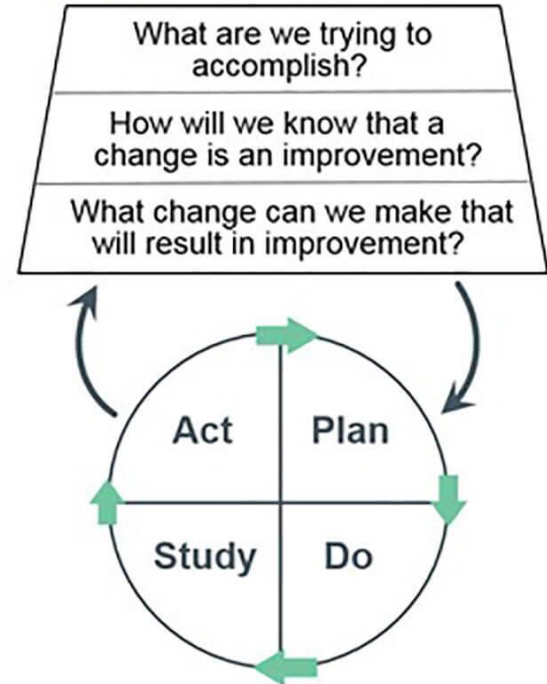 What are we trying to
accomplish?
How will we know that a
change is an improvement?
What change can we make that
will result in improvement?
Act
Plan
Study
Do